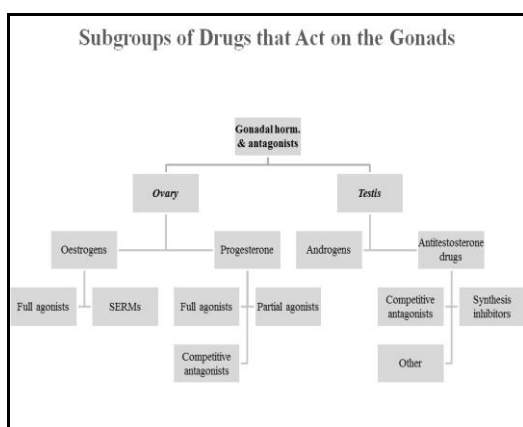 Subgroups of Drugs that Act on the Gonads
Gonadal horm.
& antagonists
Ovary
Testis
Oestrogens
Progesterone
Androgens
Antitestosterone
drugs
Full agonists
SERMs
Full agonists
Partial agonists
Competitive
antagonists
Synthesis
inhibitors
Competitive
antagonists
Other